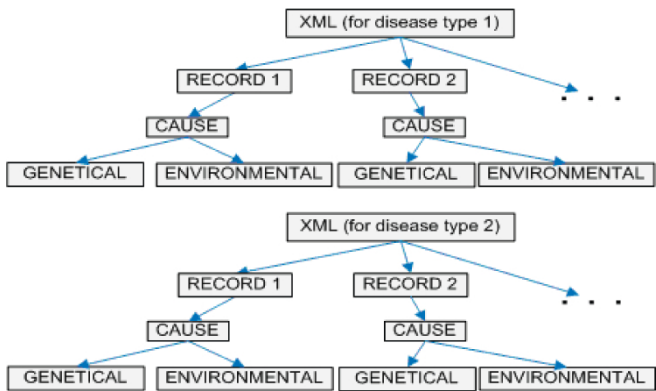 XML (for disease type 1)
RECORD 1 RECORD 2
. . .
CAUSE CAUSE
GENETICAL ENVIRONMENTAL GENETICAL ENVIRONMENTAL
XML (for disease type 2)
RECORD 1 RECORD 2
. . .
CAUSE CAUSE
GENETICAL ENVIRONMENTAL GENETICAL ENVIRONMENTAL